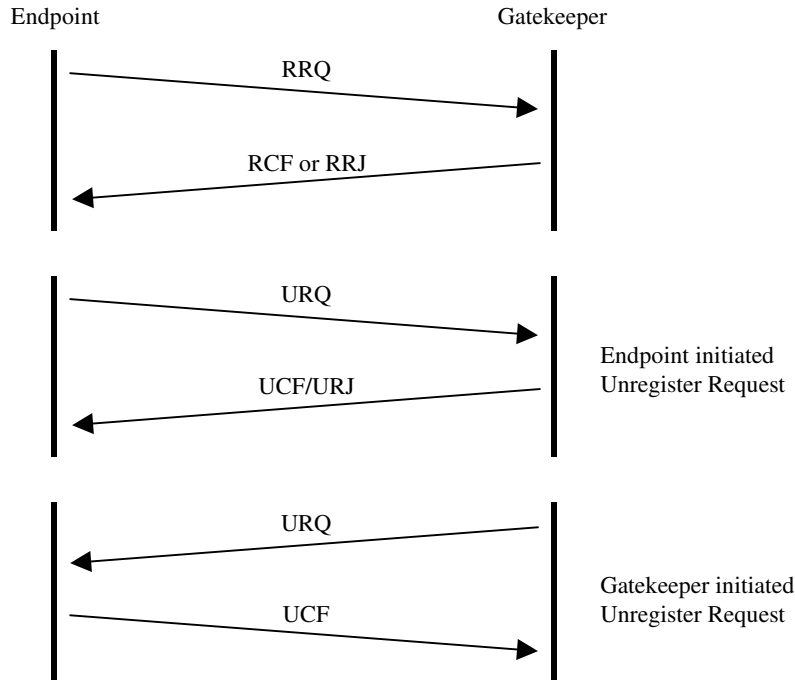 Endpoint
Gatekeeper
RRQ
RCF or RRJ
URQ
Endpoint initiated
Unregister Request
UCF/URJ
URQ
Gatekeeper initiated
Unregister Request
UCF